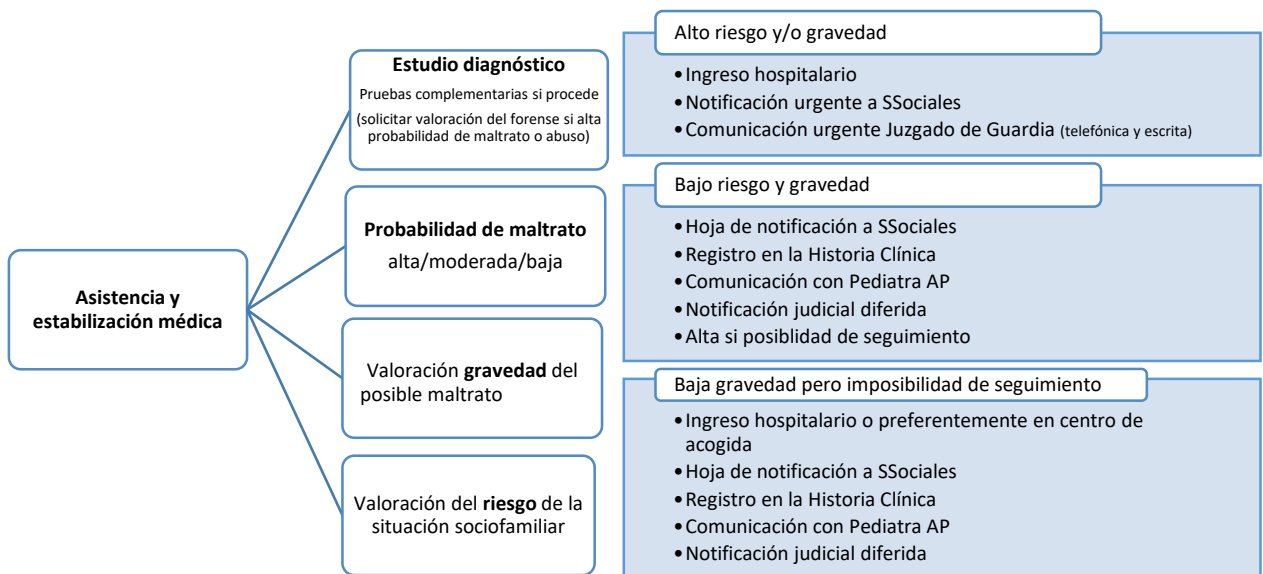 Asistencia y
estabilización médica
Estudio diagnóstico
Pruebas complementarias si procede
(solicitar valoración del forense si alta
probabilidad de maltrato o abuso)
Probabilidad de maltrato
alta/moderada/baja
Valoración gravedad del
posible maltrato
Valoración del riesgo de la
situación sociofamiliar
Alto riesgo y/o gravedad
•Ingreso hospitalario
•Notificación urgente a SSociales
•Comunicación urgente Juzgado de Guardia (telefónica y escrita)
Bajo riesgo y gravedad
•Hoja de notificación a SSociales
•Registro en la Historia Clínica
•Comunicación con Pediatra AP
•Notificación judicial diferida
•Alta si posiblidad de seguimiento
Baja gravedad pero imposibilidad de seguimiento
•Ingreso hospitalario o preferentemente en centro de
acogida
•Hoja de notificación a SSociales
•Registro en la Historia Clínica
•Comunicación con Pediatra AP
•Notificación judicial diferida